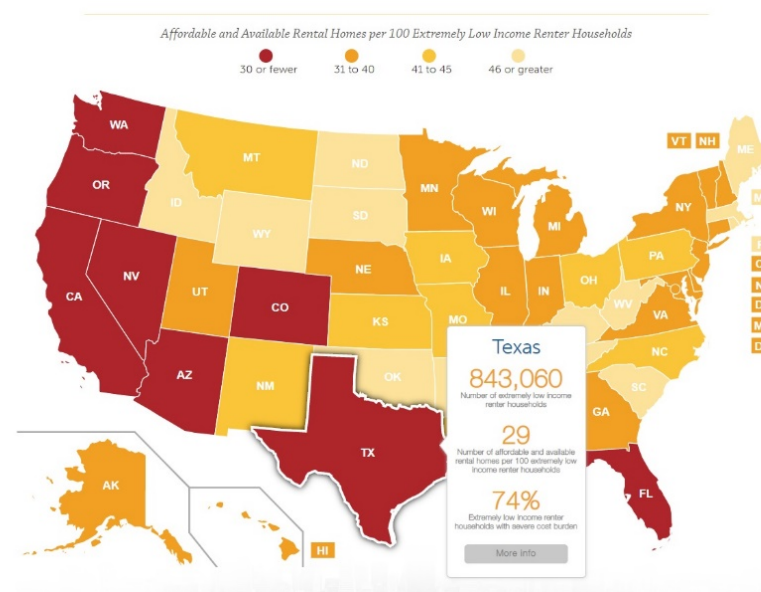 Affordable and Available Rental Homes per 100 Extremely Low Income Renter Households
30 or fewer
31 to 40
41 to 45
46 or greater
WA
MT
ND
MN
VT
NH
ME
OR
ID
SD
WI
MI
NY
WY
IA
PA
NE
NV
UT
CO
IL
IN
OH
WV
VA
CA
KS
MO
NC
AZ
NM
OK
SC
GA
TX
FL
AK
HI
Texas
843,060
Number of extremely low income
renter households
29
Number of affordable and available
rental homes per 100 extremely low
income renter households
74%
Extremely low income renter
households with severe cost burden
More info